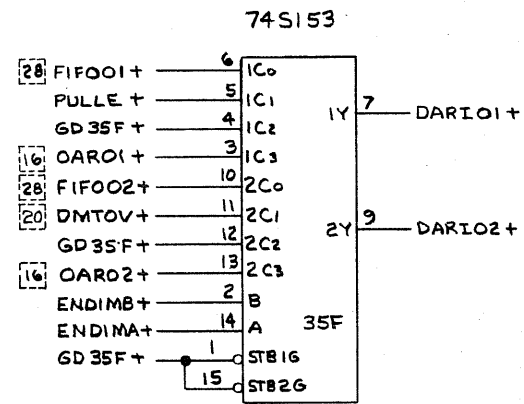 74S153
28 FIFO01+ 6 1C0
PULLE+ 5 1C1 1Y 7 DARIO1+
GD35F+ 4 1C2
16 OAR01+ 3 1C3
28 FIFO02+ 10 2C0
20 DMTOV+ 11 2C1 2Y 9 DARIO2+
GD35F+ 12 2C2
16 OAR02+ 13 2C3
ENDIMB+ 2 B
ENDIMA+ 14 A 35F
GD35F+ 1 STB1G
15 STB2G